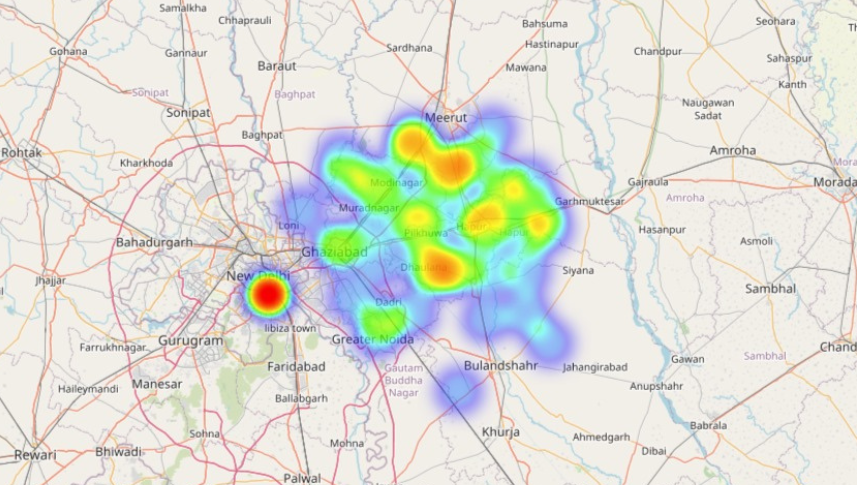 Samalkha
Chhaprauli
Bahsuma
Seohara
Th
Gohana
Gannaur
Sardhana
Hastinapur
Chandpur
Sahaspur
Baraut
Mawana
Kanth
Sonipat
Baghpat
Naugawan
Sadat
Sonipat
Meerut
Baghpat
Rohtak
Kharkhoda
Amroha
Mora
Modinagar
Gajraula
Morada
Garhmuktesar
Amroha
Muradnagar
Loni
Pilkhuwa
Hapur
Hasanpur
Bahadurgarh
Ghaziabad
Asmoli
Dhaulana
Siyana
Jhajjar
New Delhi
Sambhal
Dadri
libiza town
Farrukhnagar
Gurugram
Greater Noida
Chand
Sambhal
Gawan
Faridabad
Gautam
Buddha
Nagar
Bulandshahr
Jahangirabad
Haileymandi
Manesar
Anupshahr
Ballabgarh
Babrala
Sohna
Mohna
Khurja
Ahmedgarh
Dibai
Rewari
Bhiwadi
Palwal